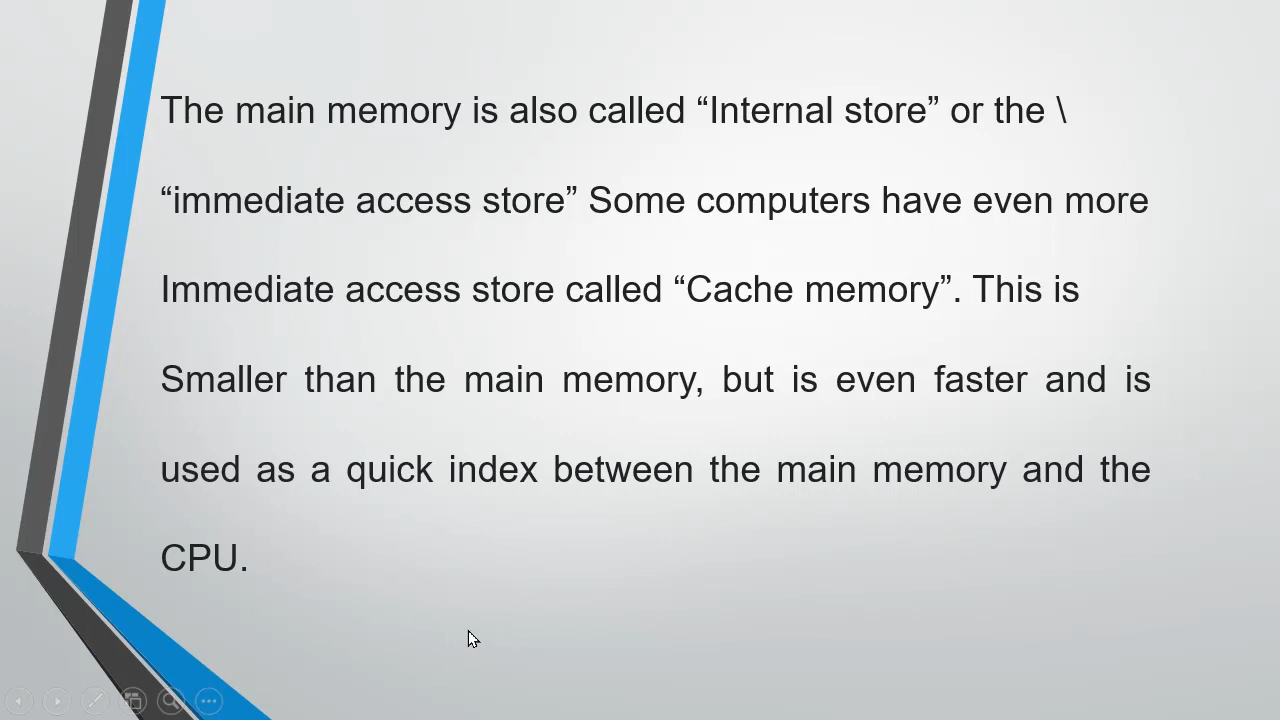 The main memory is also called “Internal store” or the \
“immediate access store” Some computers have even more
Immediate access store called “Cache memory”. This is
Smaller than the main memory, but is even faster and is
used as a quick index between the main memory and the
CPU.